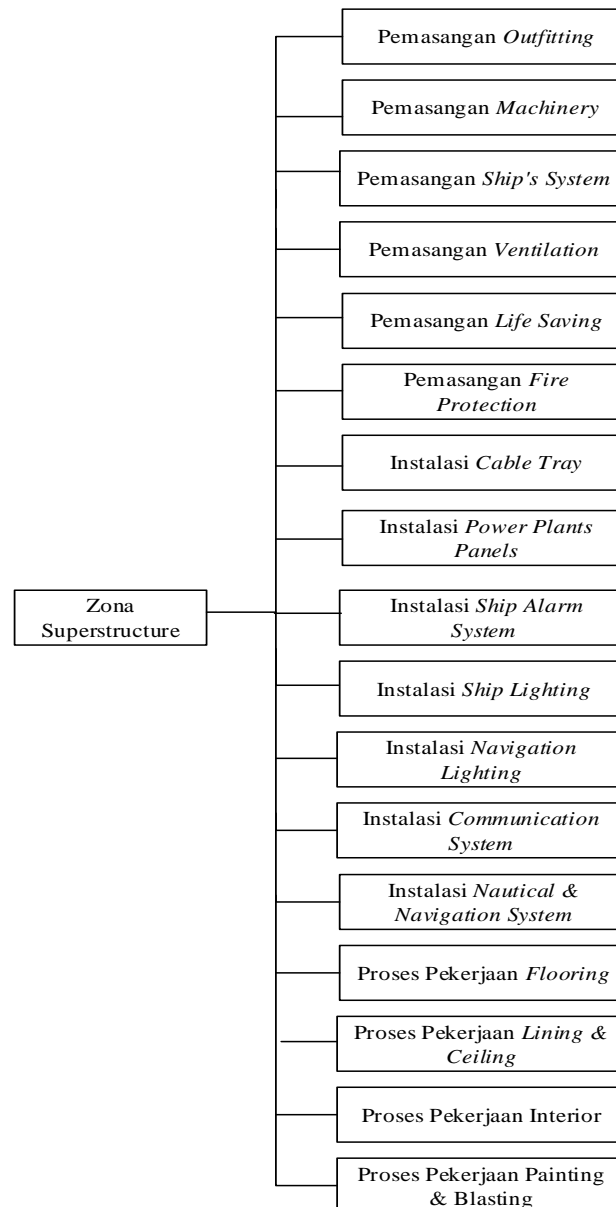 Pemasangan Outfitting
Pemasangan Machinery
Pemasangan Ship's System
Pemasangan Ventilation
Pemasangan Life Saving
Pemasangan Fire
Protection
Instalasi Cable Tray
Instalasi Power Plants
Panels
Zona
Superstructure
Instalasi Ship Alarm
System
Instalasi Ship Lighting
Instalasi Navigation
Lighting
Instalasi Communication
System
Instalasi Nautical &
Navigation System
Proses Pekerjaan Flooring
Proses Pekerjaan Lining &
Ceiling
Proses Pekerjaan Interior
Proses Pekerjaan Painting
& Blasting